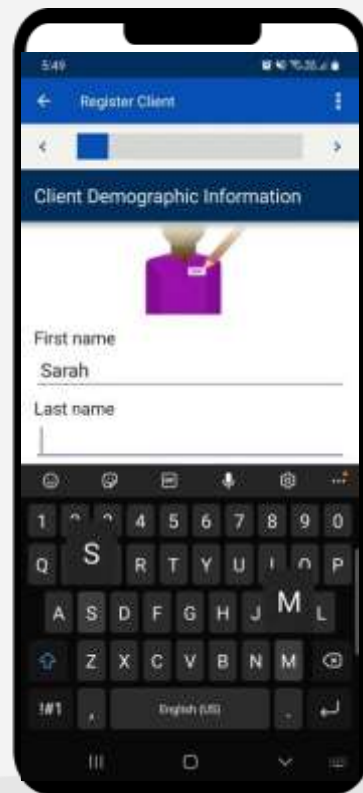 5:49
Register Client
Client Demographic Information
First name
Sarah
Last name
1 4 5 6 7 8 9 0
Q S R T Y U I O P
A S D F G H J M L
Z X C V B N M
!#1 , English (US) .